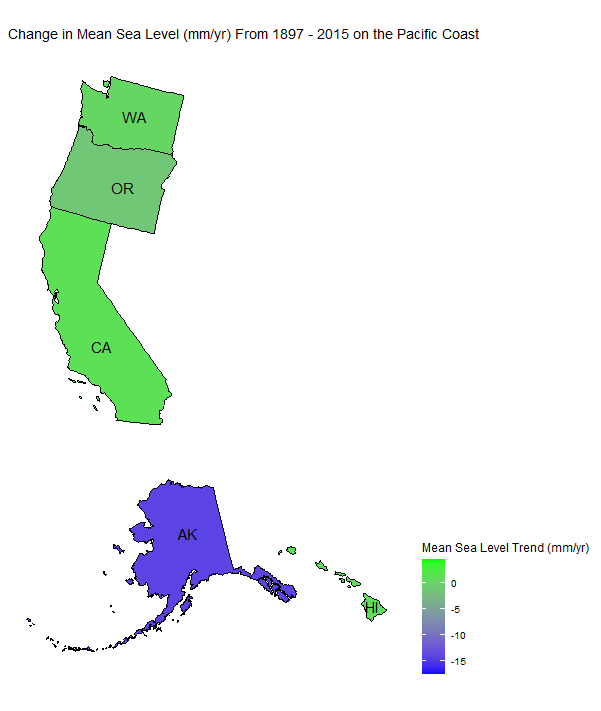 Change in Mean Sea Level (mm/yr) From 1897 - 2015 on the Pacific Coast
WA
OR
CA
AK
HI
Mean Sea Level Trend (mm/yr)
0
-5
-10
-15